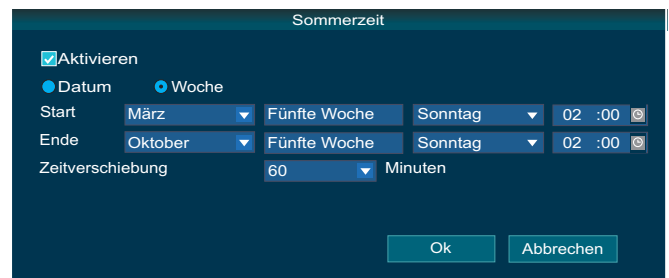 Sommerzeit
Aktivieren
Datum Woche
Start März Fünfte Woche Sonntag 02 :00
Ende Oktober Fünfte Woche Sonntag 02 :00
Zeitverschiebung 60 Minuten
Ok Abbrechen